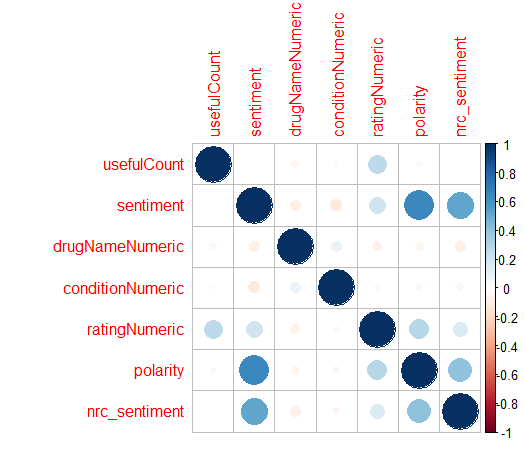 usefulCount
sentiment
drugNameNumeric
conditionNumeric
ratingNumeric
polarity
nrc_sentiment
usefulCount
sentiment
drugNameNumeric
conditionNumeric
ratingNumeric
polarity
nrc_sentiment
1
0.8
0.6
0.4
0.2
0
-0.2
-0.4
-0.6
-0.8
-1